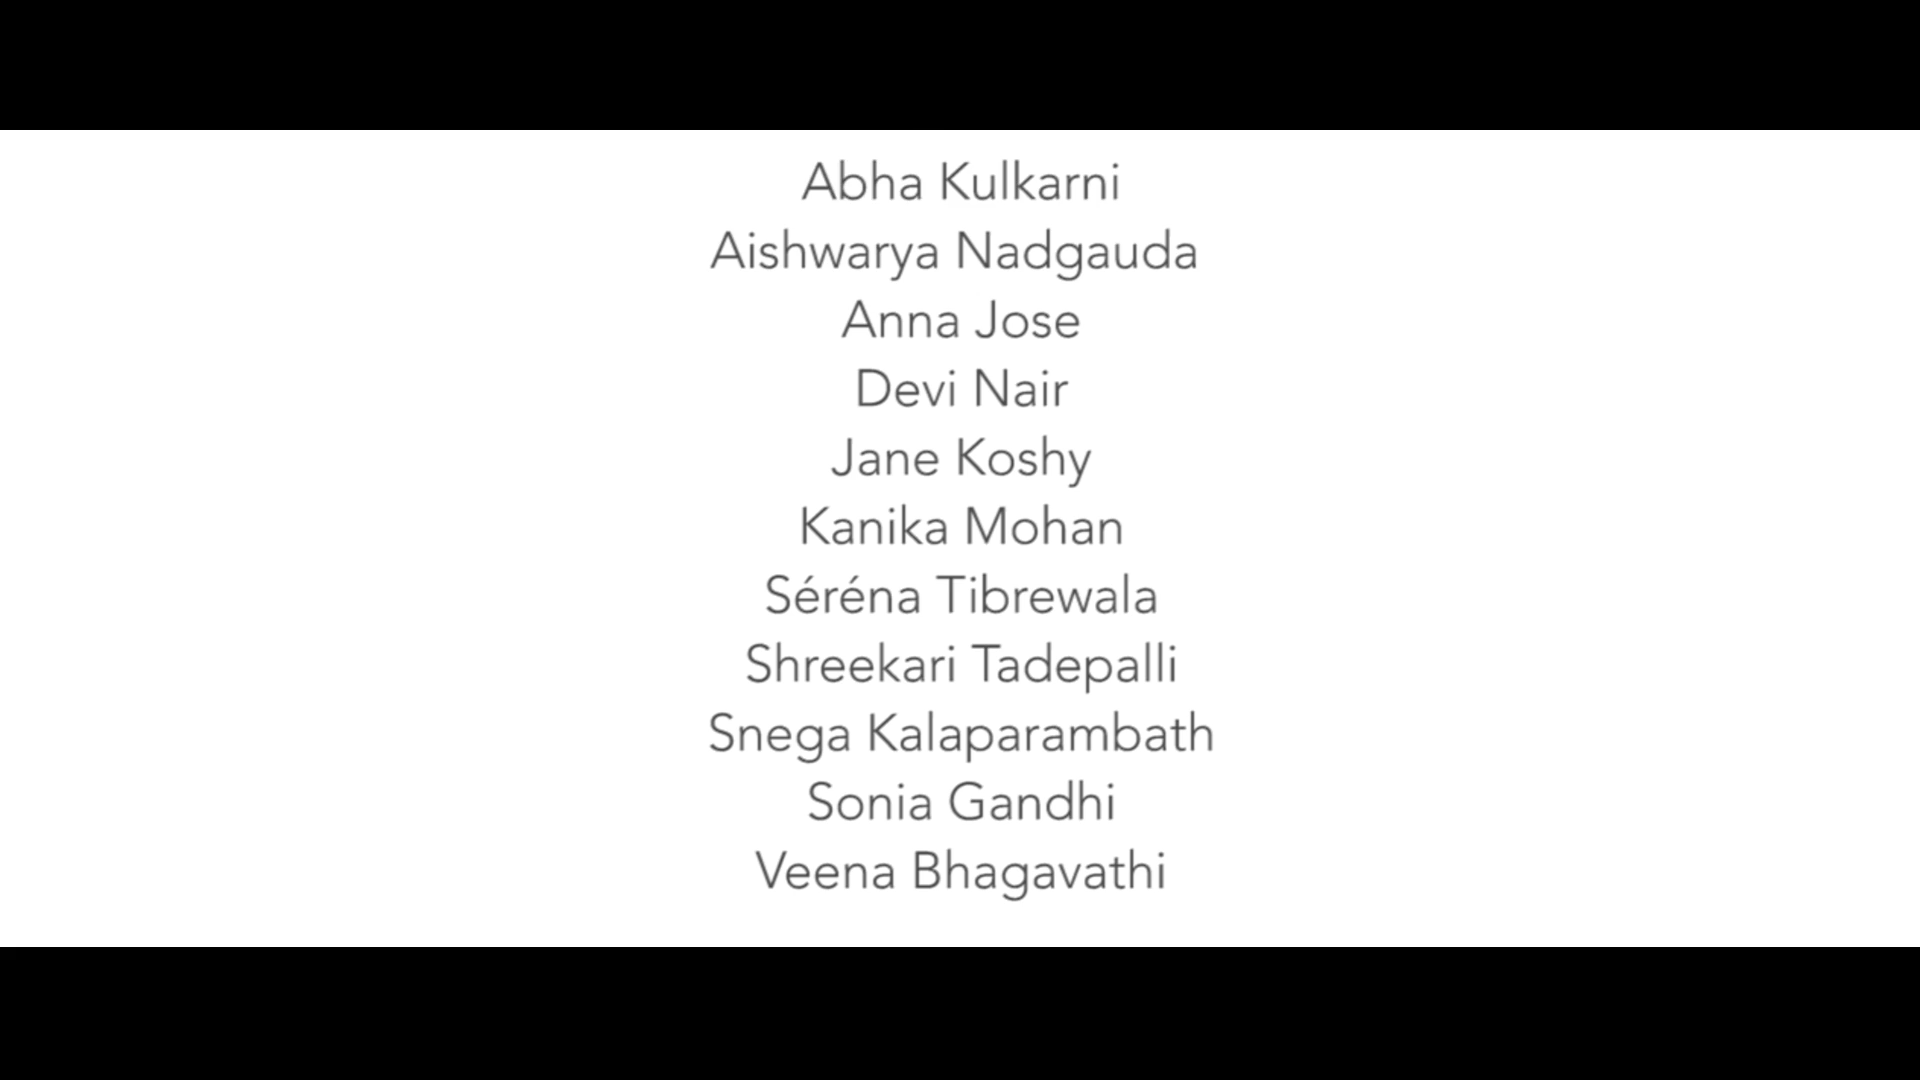 Abha Kulkarni
Aishwarya Nadgauda
Anna Jose
Devi Nair
Jane Koshy
Kanika Mohan
Séréna Tibrewala
Shreekari Tadepalli
Snega Kalaparambath
Sonia Gandhi
Veena Bhagavathi